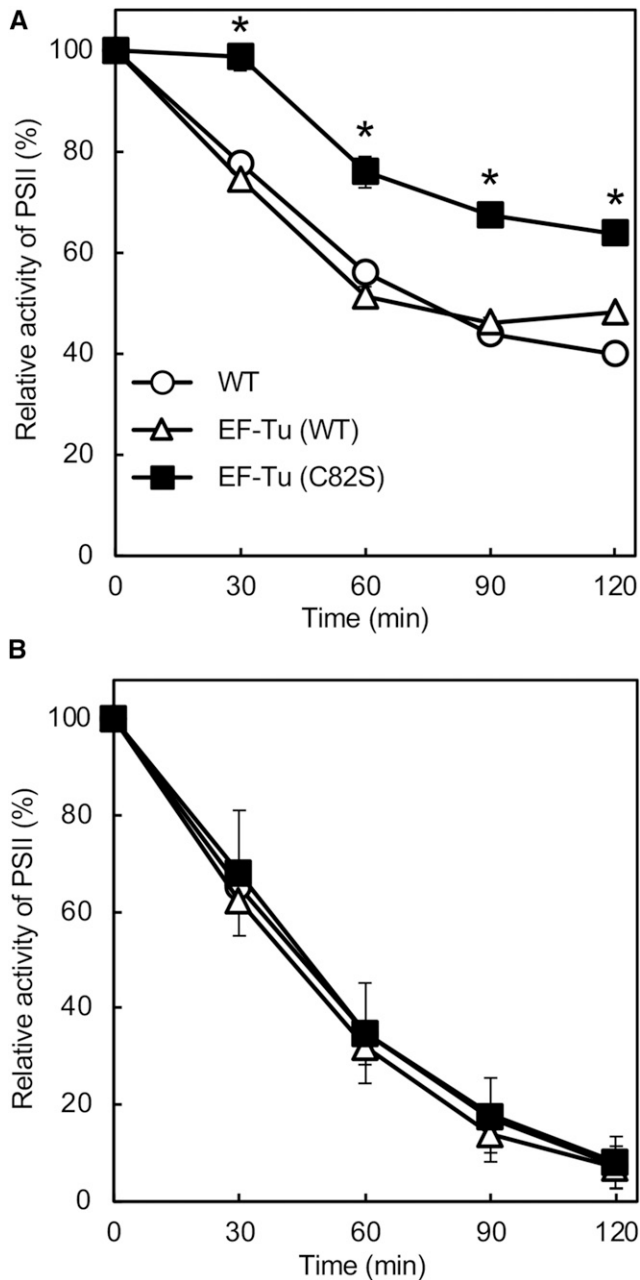 A
Relative activity of PSII (%)
100
80
60
40
20
0
*
*
*
*
WT
EF-Tu (WT)
EF-Tu (C82S)
0 30 60 90 120
Time (min)
B
Relative activity of PSII (%)
100
80
60
40
20
0
0 30 60 90 120
Time (min)